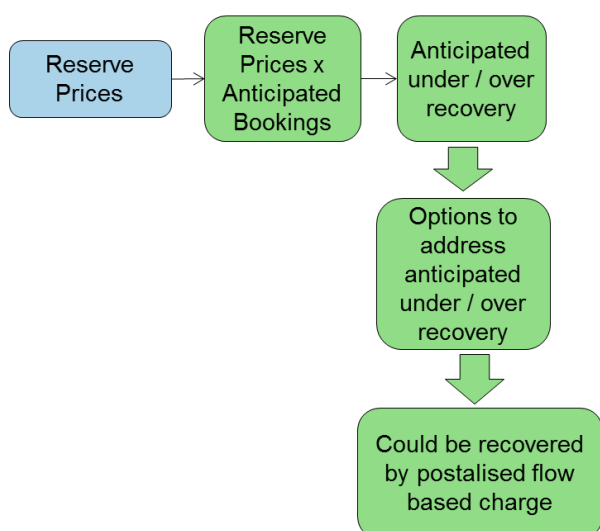 Reserve
Prices
Reserve
Prices x
Anticipated
Bookings
Anticipated
under / over
recovery
Options to
address
anticipated
under / over
recovery
Could be recovered
by postalised flow
based charge